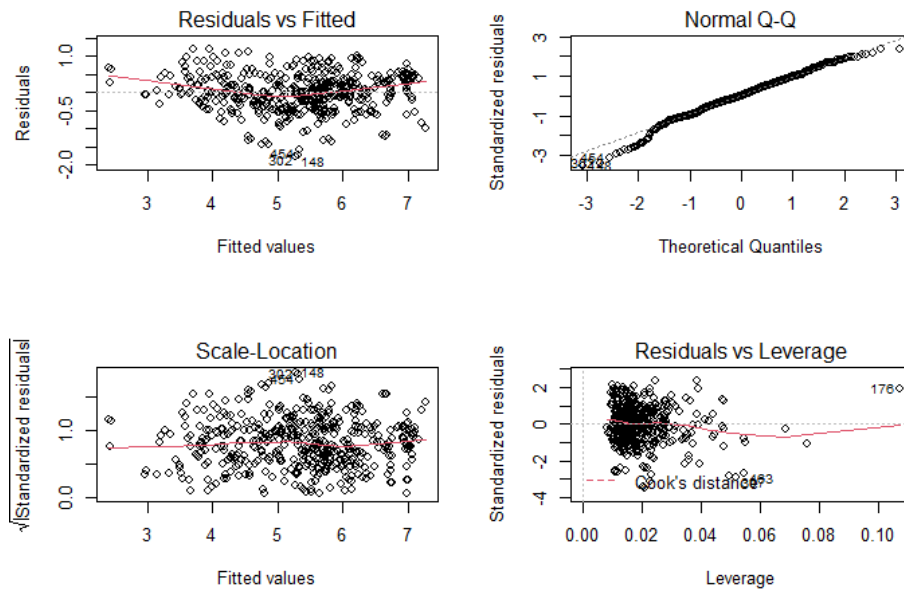 Residuals vs Fitted
Residuals
1.0
-0.5
-2.0
454
302
148
3 4 5 6 7
Fitted values
Normal Q-Q
Standardized residuals
3
1
-1
-3
454
-3 -2 -1 0 1 2 3
Theoretical Quantiles
Scale-Location
√|Standardized residuals|
1.0
0.0
302
148
454
3 4 5 6 7
Fitted values
Residuals vs Leverage
Standardized residuals
2
0
-2
-4
176
Cook's distance
0.00 0.02 0.04 0.06 0.08 0.10
Leverage